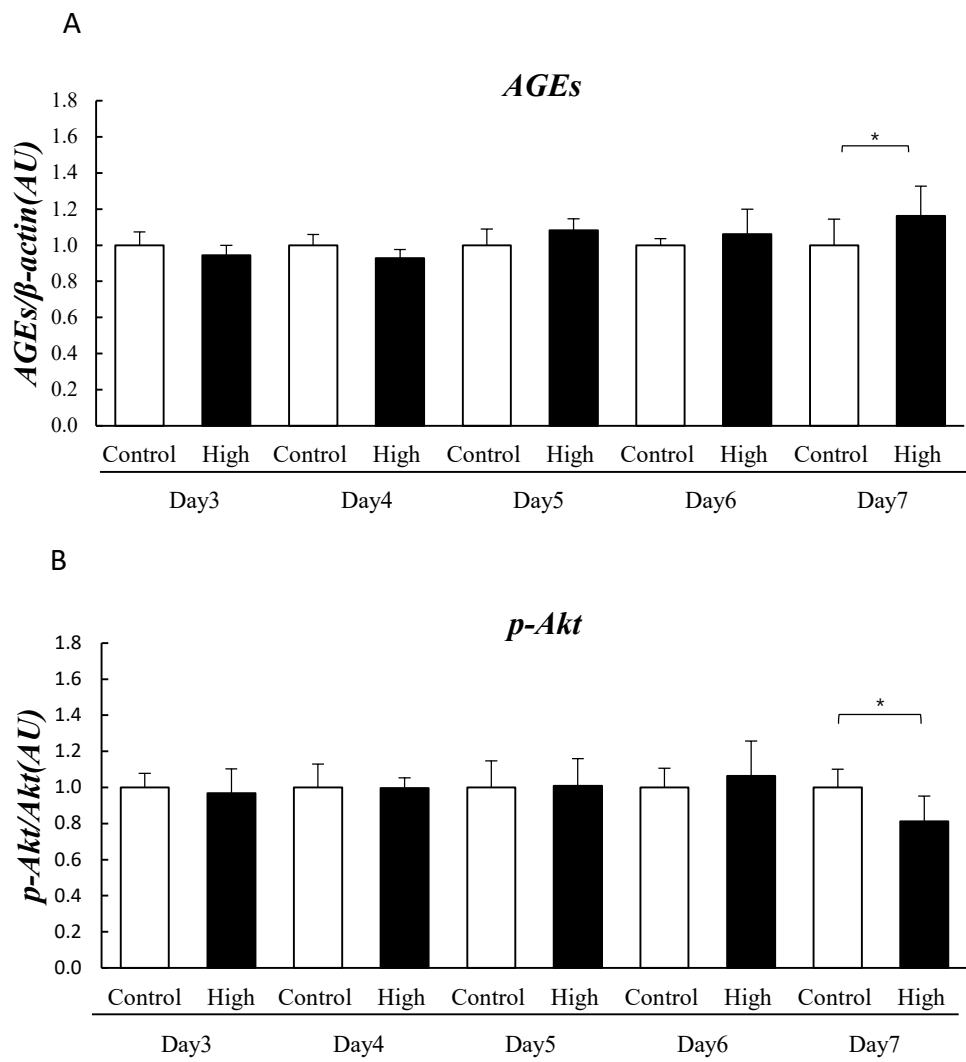 A
AGEs
AGEs/β-actin(AU)
1.8
1.6
1.4
1.2
1.0
0.8
0.6
0.4
0.2
0.0
*
Control High Control High Control High Control High Control High
Day3 Day4 Day5 Day6 Day7
B
p-Akt
p-Akt/Akt(AU)
1.8
1.6
1.4
1.2
1.0
0.8
0.6
0.4
0.2
0.0
*
Control High Control High Control High Control High Control High
Day3 Day4 Day5 Day6 Day7